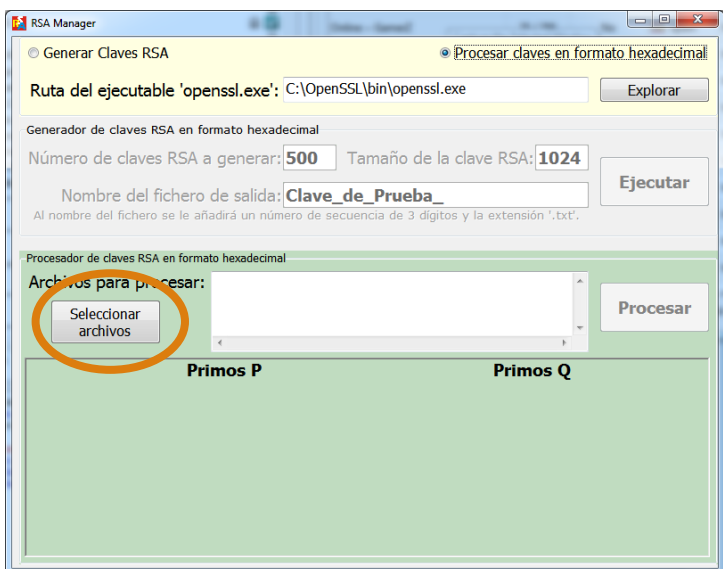 RSA Manager
Generar Claves RSA
Procesar claves en formato hexadecimal
Ruta del ejecutable 'openssl.exe': C:\OpenSSL\bin\openssl.exe Explorar
Generador de claves RSA en formato hexadecimal
Número de claves RSA a generar: 500 Tamaño de la clave RSA: 1024
Ejecutar
Nombre del fichero de salida: Clave_de_Prueba_
Al nombre del fichero se le añadirá un número de secuencia de 3 dígitos y la extensión '.txt'.
Procesador de claves RSA en formato hexadecimal
Archivos para procesar:
Seleccionar
archivos
Procesar
Primos P Primos Q